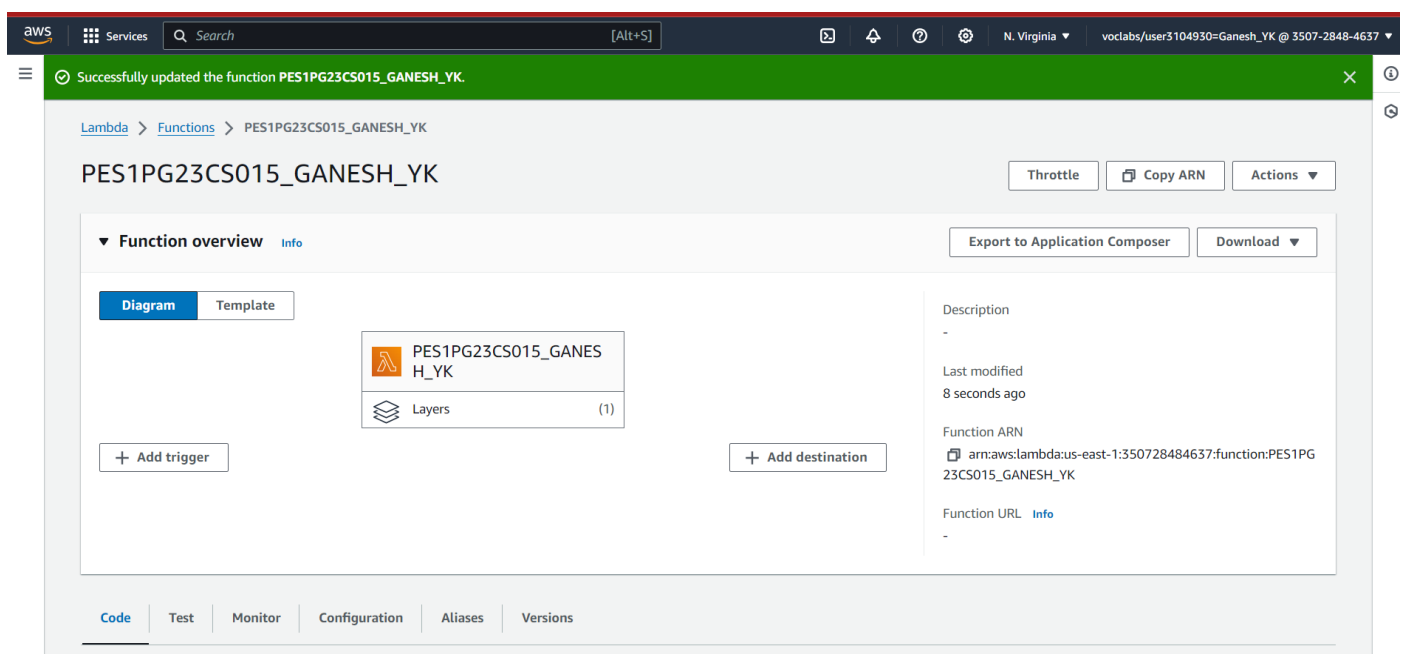 aws
Services
Search
[Alt+S]
N. Virginia
voclabs/user3104930=Ganesh_YK @ 3507-2848-4637
Successfully updated the function PES1PG23CS015_GANESH_YK.
Lambda
Functions
PES1PG23CS015_GANESH_YK
PES1PG23CS015_GANESH_YK
Throttle
Copy ARN
Actions
Function overview
Info
Export to Application Composer
Download
Diagram
Template
PES1PG23CS015_GANES
H_YK
Layers
(1)
+ Add trigger
+ Add destination
Description
-
Last modified
8 seconds ago
Function ARN
arn:aws:lambda:us-east-1:350728484637:function:PES1PG
23CS015_GANESH_YK
Function URL
Info
-
Code
Test
Monitor
Configuration
Aliases
Versions